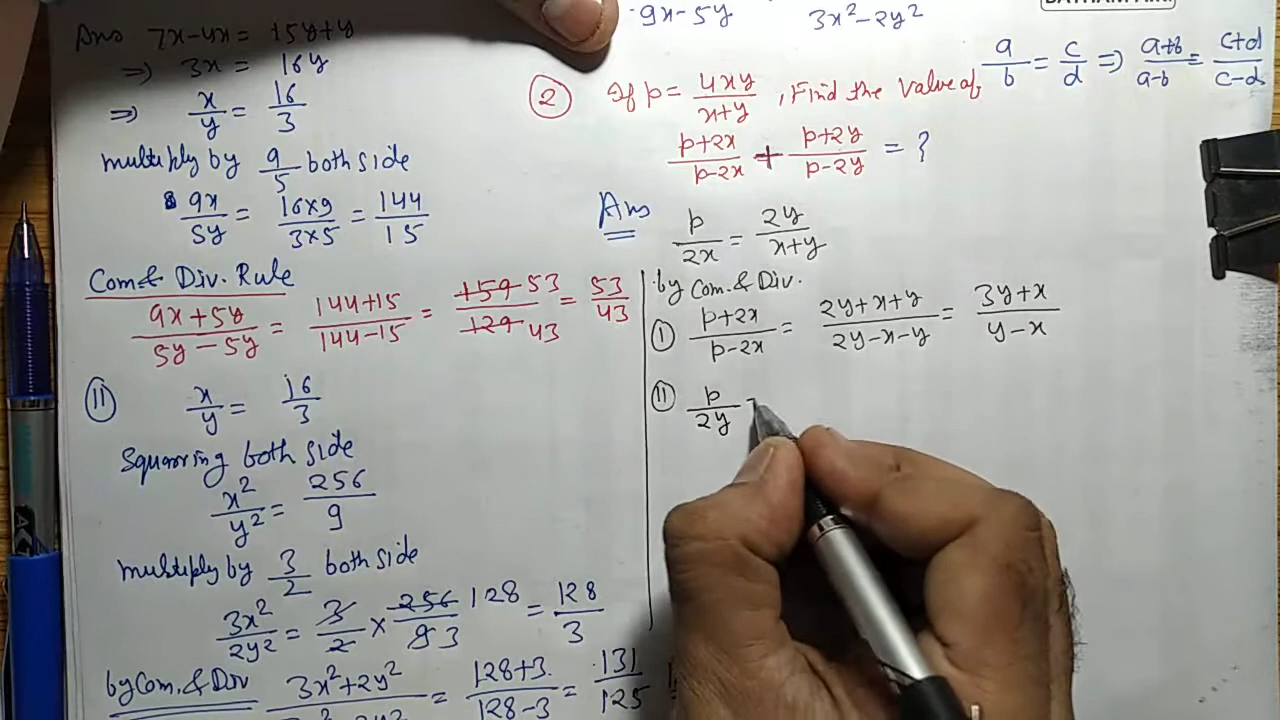 Ans 7x-4x = +5y+y
=> 3x = 16y
=> x/y = 16/3
multiply by 9/5 both side
9x/5y = 16×9/3×5 = 144/15
Com & Div. Rule
9x+5y/5y-5y = 144+15/144-15 = 159 53/129 43 = 53/43
(11) x/y = 16/3
Squarring both side
x²/y² = 256/9
multiply by 3/2 both side
3x²/2y² = 3/2 × 256 128/9 3 = 128/3
by Com. & Div 3x²+2y² = 128+3/128-3 = 131/125
9x-5y 3x²-2y²
a/b = c/d => a+b/a-b = c+d/c-d
(2) If p = 4xy/x+y , Find the value of
p+2x/p-2x + p+2y/p-2y = ?
Ans p/2x = 2y/x+y
by Com. & Div.
(1) p+2x/p-2x = 2y+x+y/2y-x-y = 3y+x/y-x
(11) p/2y =